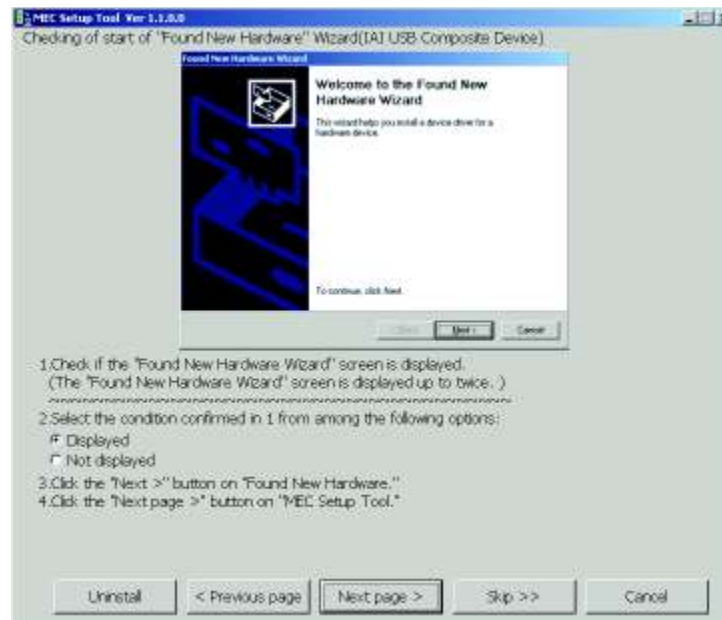 MEC Setup Tool Ver 1.1.0.0
Checking of start of "Found New Hardware" Wizard(IAI USB Composite Device)
Found New Hardware Wizard
Welcome to the Found New
Hardware Wizard
This wizard helps you install a device driver for a
hardware device.
To continue, click Next.
Next >
Cancel
1.Check if the "Found New Hardware Wizard" screen is displayed.
(The "Found New Hardware Wizard" screen is displayed up to twice. )
2.Select the condition confirmed in 1 from among the following options:
Displayed
Not displayed
3.Click the "Next >" button on "Found New Hardware."
4.Click the "Next page >" button on "MEC Setup Tool."
Uninstall
< Previous page
Next page >
Skip >>
Cancel